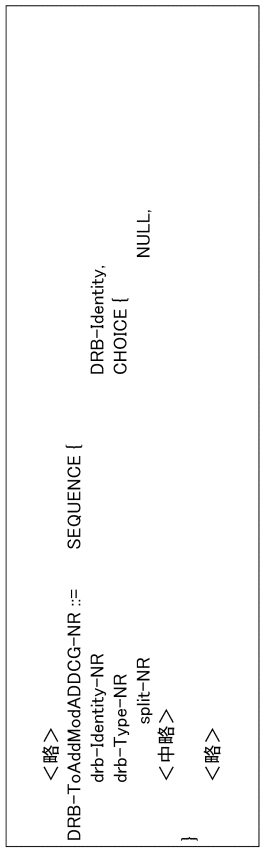 <略>
DRB-ToAddModADDCG-NR ::= SEQUENCE {
drb-Identity-NR DRB-Identity,
drb-Type-NR CHOICE {
split-NR NULL,
<中略>
}
<略>